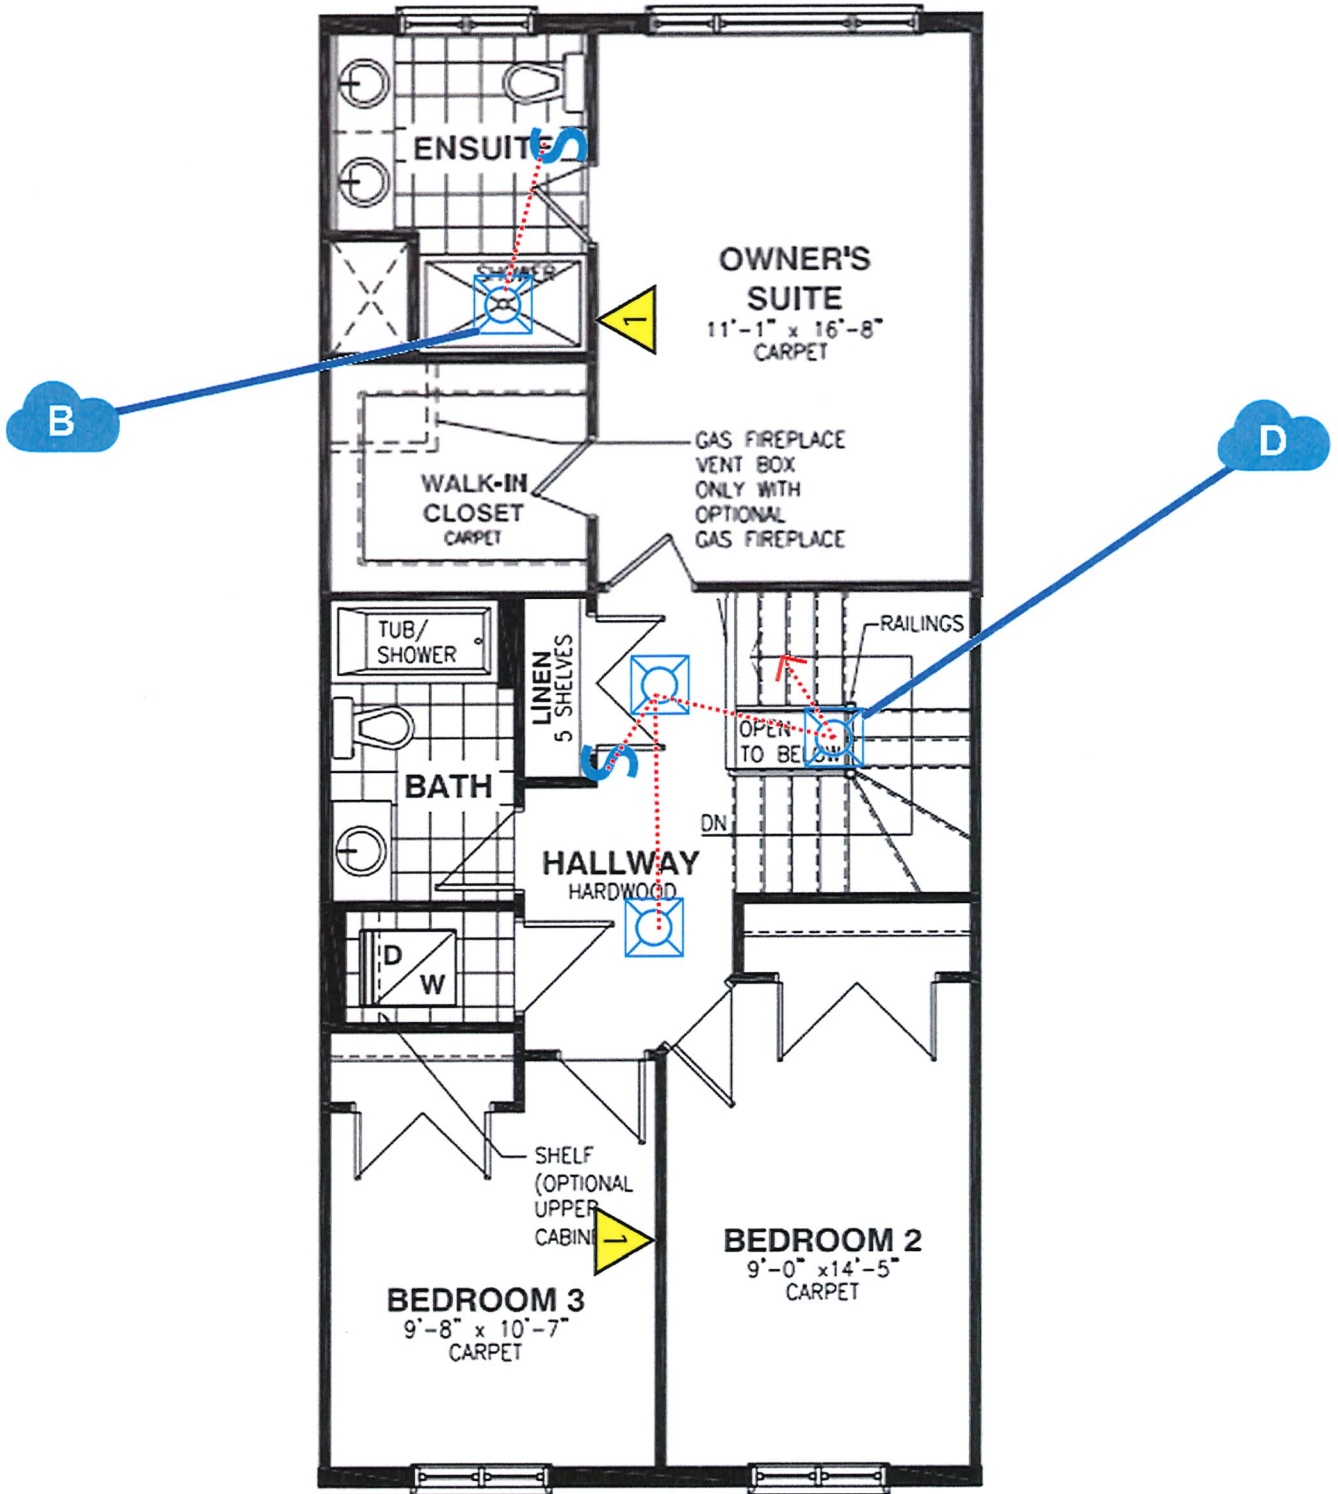 ENSUITE
S
SHOWER
1
OWNER'S
SUITE
11'-1" x 16'-8"
CARPET
B
D
GAS FIREPLACE
VENT BOX
ONLY WITH
OPTIONAL
GAS FIREPLACE
WALK-IN
CLOSET
CARPET
TUB/
SHOWER
LINEN
5 SHELVES
RAILINGS
OPEN
TO BELOW
S
BATH
DN
HALLWAY
HARDWOOD
D
W
SHELF
(OPTIONAL
UPPER
1
BEDROOM 2
9'-0" x14'-5"
CARPET
BEDROOM 3
9'-8" x 10'-7"
CARPET